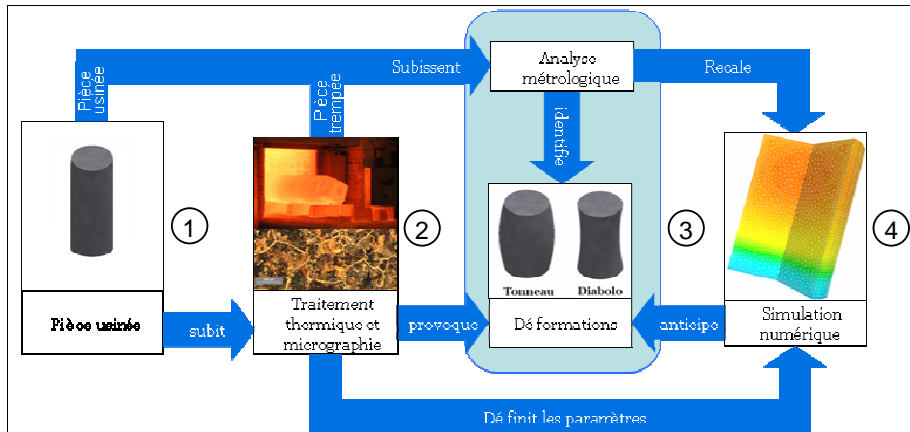 Pièce
usinée
Pièce
trempée
Subissent
Analyse
métrologique
Recale
identifie
1
2
3
4
Tonneau
Diabolo
Pièce usinée
subit
Traitement
thermique et
micrographie
provoque
Dé formations
anticipe
Simulation
numérique
Dé finit les paramètres